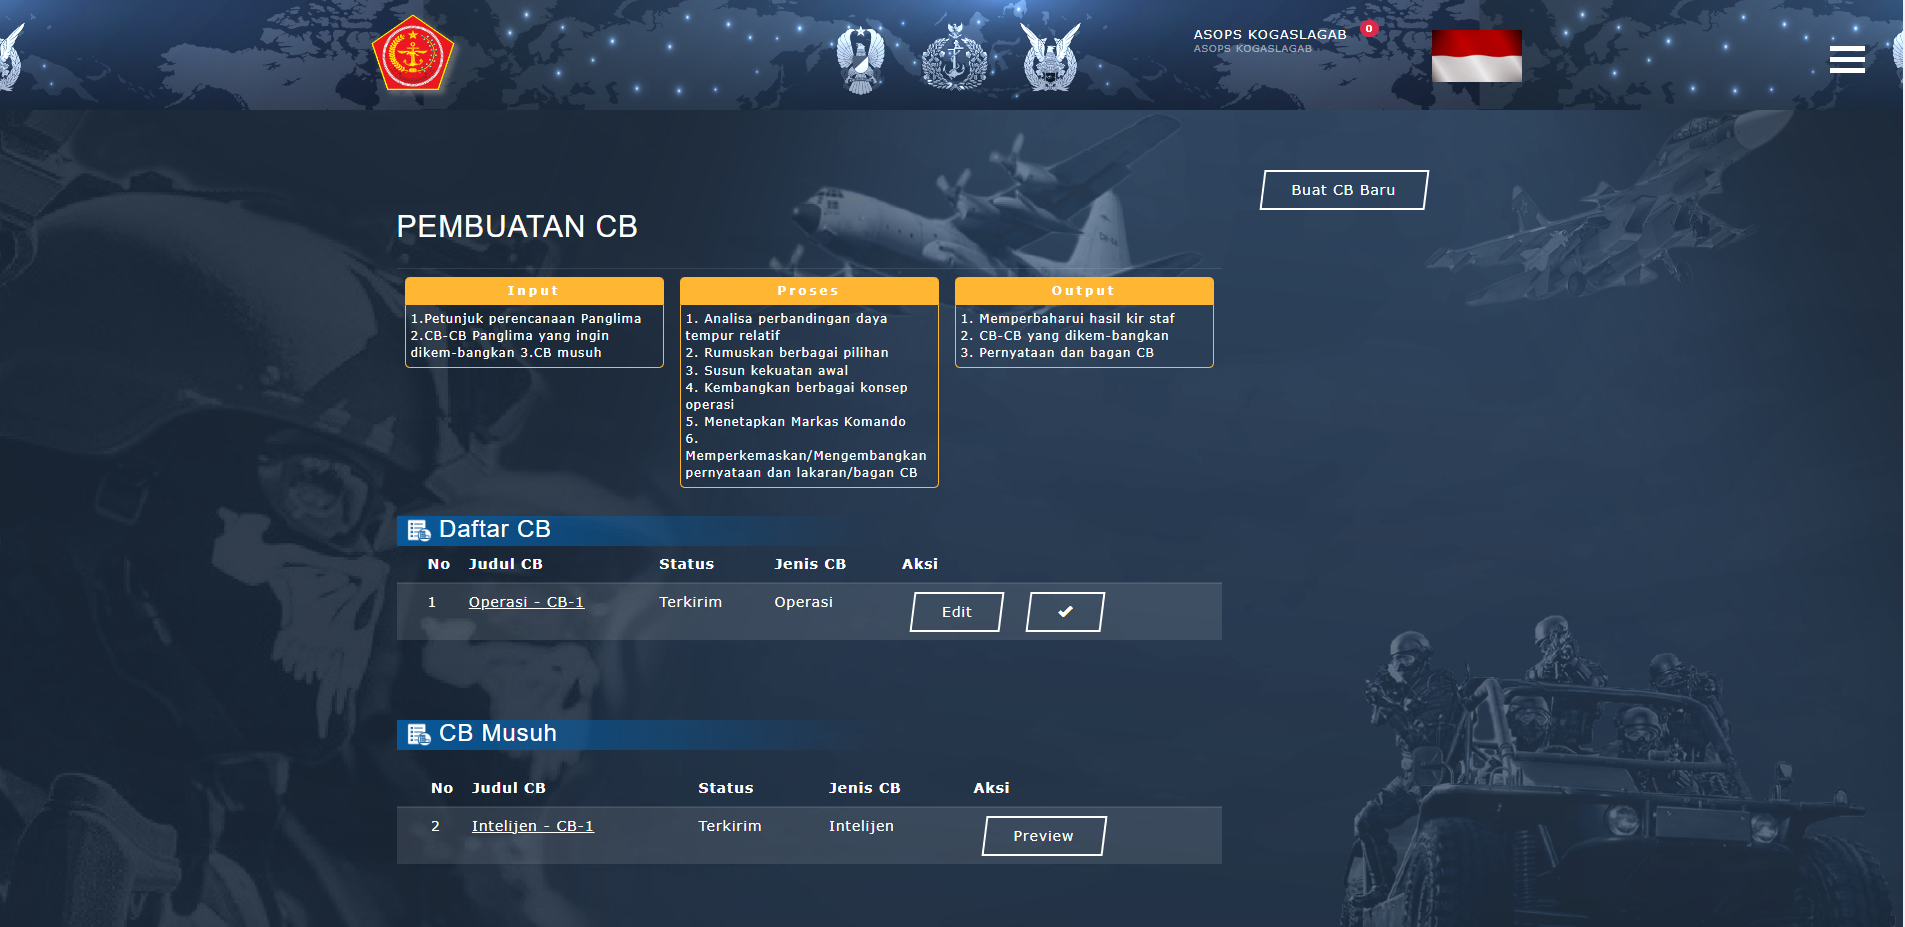 ASOPS KOGASLAGAB 0
ASOPS KOGASLAGAB
Buat CB Baru
PEMBUATAN CB
Input
1.Petunjuk perencanaan Panglima
2.CB-CB Panglima yang ingin
dikem-bangkan 3.CB musuh
Proses
1. Analisa perbandingan daya
tempur relatif
2. Rumuskan berbagai pilihan
3. Susun kekuatan awal
4. Kembangkan berbagai konsep
operasi
5. Menetapkan Markas Komando
6.
Memperkemaskan/Mengembangkan
pernyataan dan lakaran/bagan CB
Output
1. Memperbaharui hasil kir staf
2. CB-CB yang dikem-bangkan
3. Pernyataan dan bagan CB
Daftar CB
No Judul CB Status Jenis CB Aksi
1 Operasi - CB-1 Terkirim Operasi Edit
CB Musuh
No Judul CB Status Jenis CB Aksi
2 Intelijen - CB-1 Terkirim Intelijen Preview